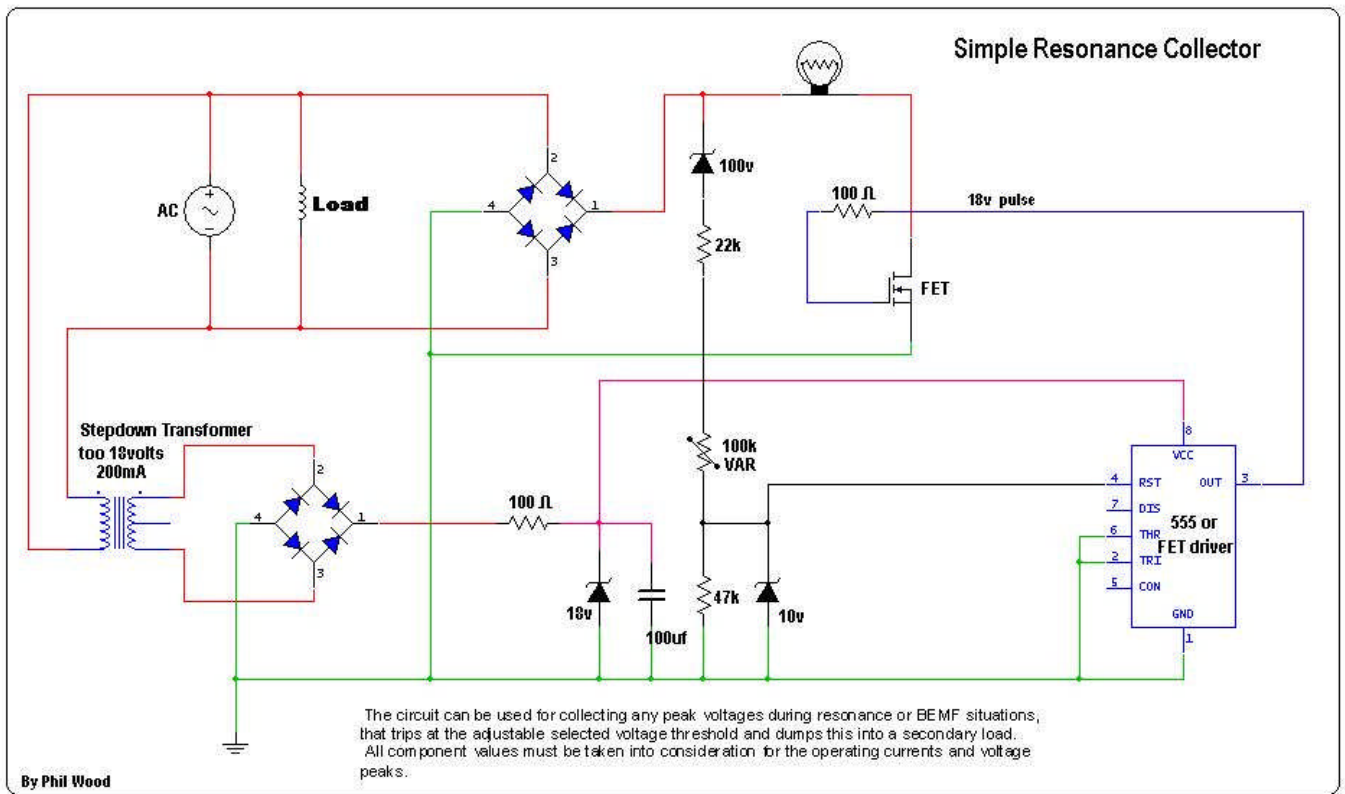 Simple Resonance Collector
2
100v
AC
Load
4
1
3
100 Ω
18v pulse
22k
FET
Stepdown Transformer
too 18volts
200mA
2
4
1
3
100 Ω
100k
VAR
8
VCC
4 RST OUT 3
7 DIS
6 THR
555 or
FET driver
2 TRI
5 CON
GND
1
18v
100uf
47k
10v
The circuit can be used for collecting any peak voltages during resonance or BEMF situations,
that trips at the adjustable selected voltage threshold and dumps this into a secondary load.
All component values must be taken into consideration for the operating currents and voltage
peaks.
By Phil Wood